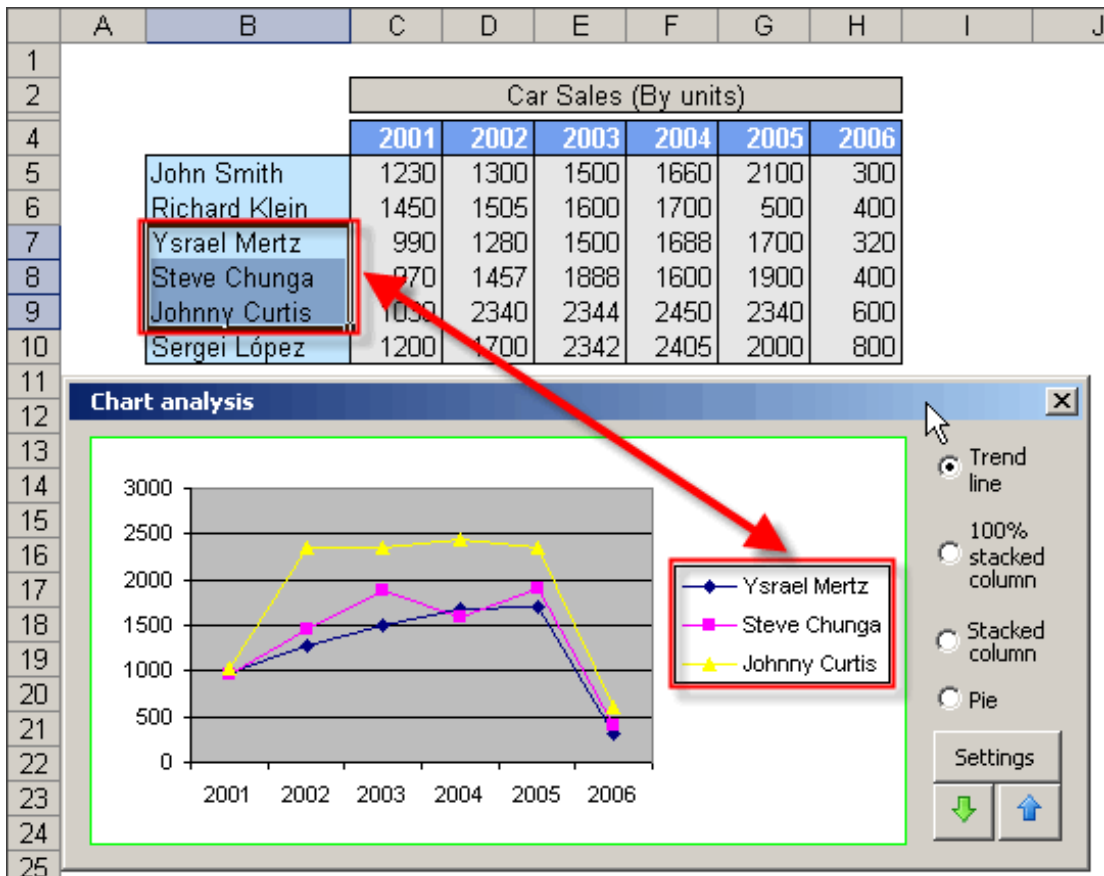 A B C D E F G H I J
1
2 Car Sales (By units)
4 2001 2002 2003 2004 2005 2006
5 John Smith 1230 1300 1500 1660 2100 300
6 Richard Klein 1450 1505 1600 1700 500 400
7 Ysrael Mertz 990 1280 1500 1688 1700 320
8 Steve Chunga 970 1457 1888 1600 1900 400
9 Johnny Curtis 2340 2344 2450 2340 600
10 Sergei López 1200 1700 2342 2405 2000 800
11
12
13
14
15
16
17
18
19
20
21
22
23
24
25
Chart analysis
3000
2500
2000
1500
1000
500
0
2001 2002 2003 2004 2005 2006
Ysrael Mertz
Steve Chunga
Johnny Curtis
Trend
line
100%
stacked
column
Stacked
column
Pie
Settings